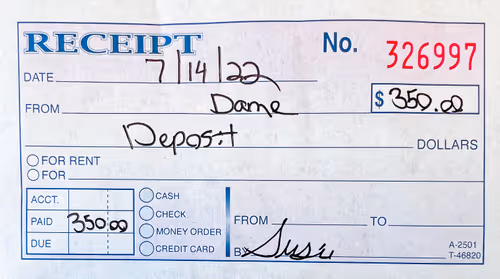 RECEIPT No. 326997
DATE 7/14/22
FROM Dame $ 350.00
Deposit DOLLARS
FOR RENT
FOR
ACCT. CASH
PAID 350.00 CHECK
MONEY ORDER
DUE CREDIT CARD
FROM TO
BY Susie
A-2501
T-46820